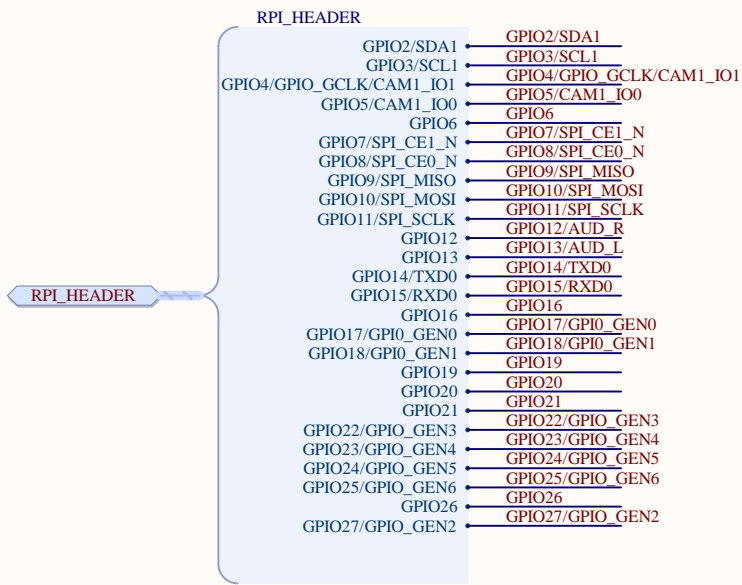 RPI_HEADER
GPIO2/SDA1 GPIO2/SDA1
GPIO3/SCL1 GPIO3/SCL1
GPIO4/GPIO_GCLK/CAM1_IO1 GPIO4/GPIO_GCLK/CAM1_IO1
GPIO5/CAM1_IO0 GPIO5/CAM1_IO0
GPIO6 GPIO6
GPIO7/SPI_CE1_N GPIO7/SPI_CE1_N
GPIO8/SPI_CE0_N GPIO8/SPI_CE0_N
GPIO9/SPI_MISO GPIO9/SPI_MISO
GPIO10/SPI_MOSI GPIO10/SPI_MOSI
GPIO11/SPI_SCLK GPIO11/SPI_SCLK
GPIO12 GPIO12/AUD_R
GPIO13 GPIO13/AUD_L
GPIO14/TXD0 GPIO14/TXD0
GPIO15/RXD0 GPIO15/RXD0
RPI_HEADER
GPIO16 GPIO16
GPIO17/GPI0_GEN0 GPIO17/GPI0_GEN0
GPIO18/GPI0_GEN1 GPIO18/GPI0_GEN1
GPIO19 GPIO19
GPIO20 GPIO20
GPIO21 GPIO21
GPIO22/GPIO_GEN3 GPIO22/GPIO_GEN3
GPIO23/GPIO_GEN4 GPIO23/GPIO_GEN4
GPIO24/GPIO_GEN5 GPIO24/GPIO_GEN5
GPIO25/GPIO_GEN6 GPIO25/GPIO_GEN6
GPIO26 GPIO26
GPIO27/GPIO_GEN2 GPIO27/GPIO_GEN2